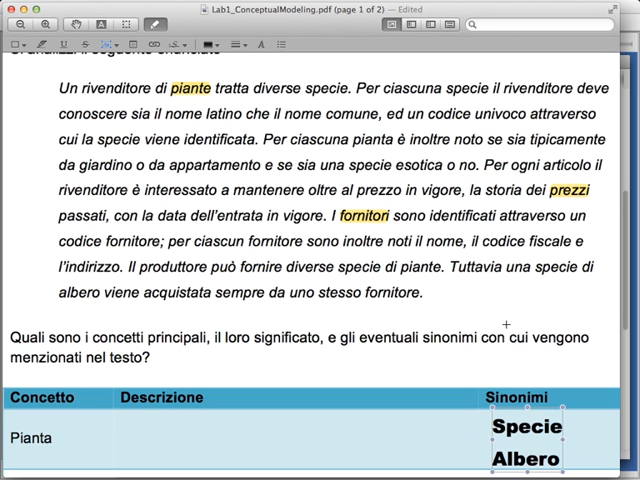 Lab1_ConceptualModeling.pdf (page 1 of 2) — Edited
Si analizzi il seguente enunciato
Un rivenditore di piante tratta diverse specie. Per ciascuna specie il rivenditore deve
conoscere sia il nome latino che il nome comune, ed un codice univoco attraverso
cui la specie viene identificata. Per ciascuna pianta è inoltre noto se sia tipicamente
da giardino o da appartamento e se sia una specie esotica o no. Per ogni articolo il
rivenditore è interessato a mantenere oltre al prezzo in vigore, la storia dei prezzi
passati, con la data dell'entrata in vigore. I fornitori sono identificati attraverso un
codice fornitore; per ciascun fornitore sono inoltre noti il nome, il codice fiscale e
l'indirizzo. Il produttore può fornire diverse specie di piante. Tuttavia una specie di
albero viene acquistata sempre da uno stesso fornitore.
Quali sono i concetti principali, il loro significato, e gli eventuali sinonimi con cui vengono
menzionati nel testo?
Concetto Descrizione Sinonimi
Pianta
Specie
Albero